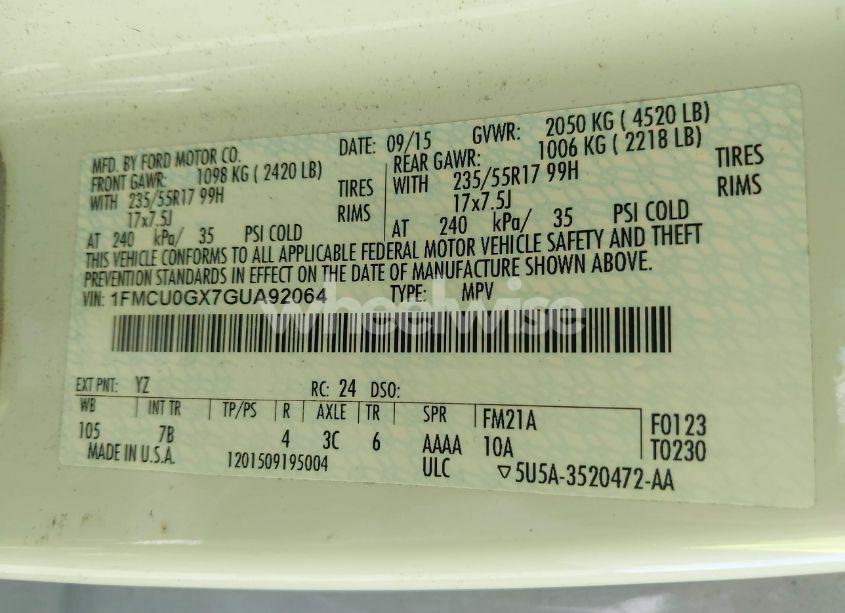 MFD. BY FORD MOTOR CO. DATE: 09/15 GVWR: 2050 KG ( 4520 LB)
FRONT GAWR: 1098 KG ( 2420 LB) REAR GAWR: 1006 KG ( 2218 LB)
WITH 235/55R17 99H TIRES WITH 235/55R17 99H TIRES
17x7.5J RIMS 17x7.5J RIMS
AT 240 kPa/ 35 PSI COLD AT 240 kPa/ 35 PSI COLD
THIS VEHICLE CONFORMS TO ALL APPLICABLE FEDERAL MOTOR VEHICLE SAFETY AND THEFT
PREVENTION STANDARDS IN EFFECT ON THE DATE OF MANUFACTURE SHOWN ABOVE.
VIN: 1FMCU0GX7GUA92064 TYPE: MPV
wheelwise
EXT PNT: YZ RC: 24 DSO:
WB INT TR TP/PS R AXLE TR SPR FM21A F0123
105 7B 4 3C 6 AAAA 10A T0230
MADE IN U.S.A. 1201509195004 ULC ▽5U5A-3520472-AA